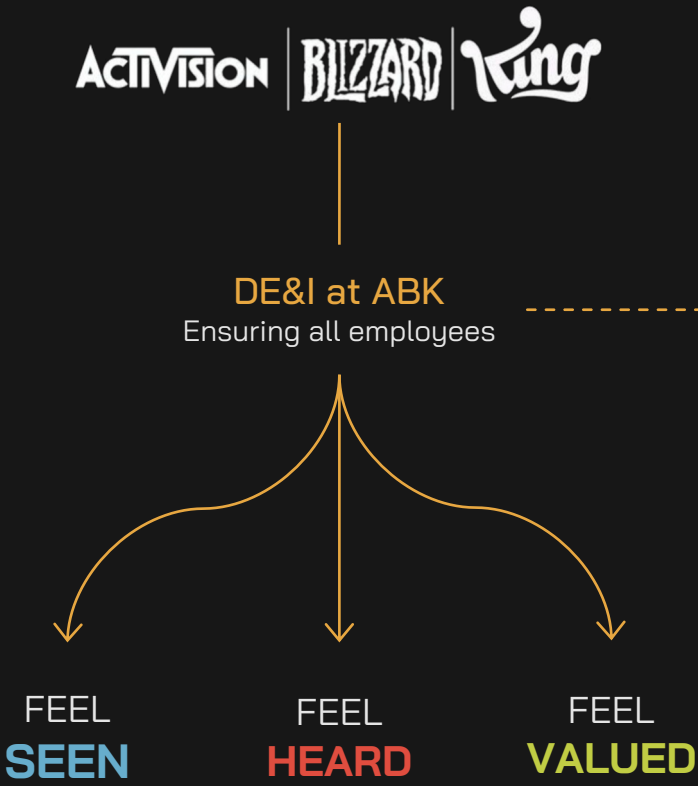 ACTIVISION BLIZZARD King
DE&I at ABK
Ensuring all employees
FEEL FEEL FEEL
SEEN HEARD VALUED